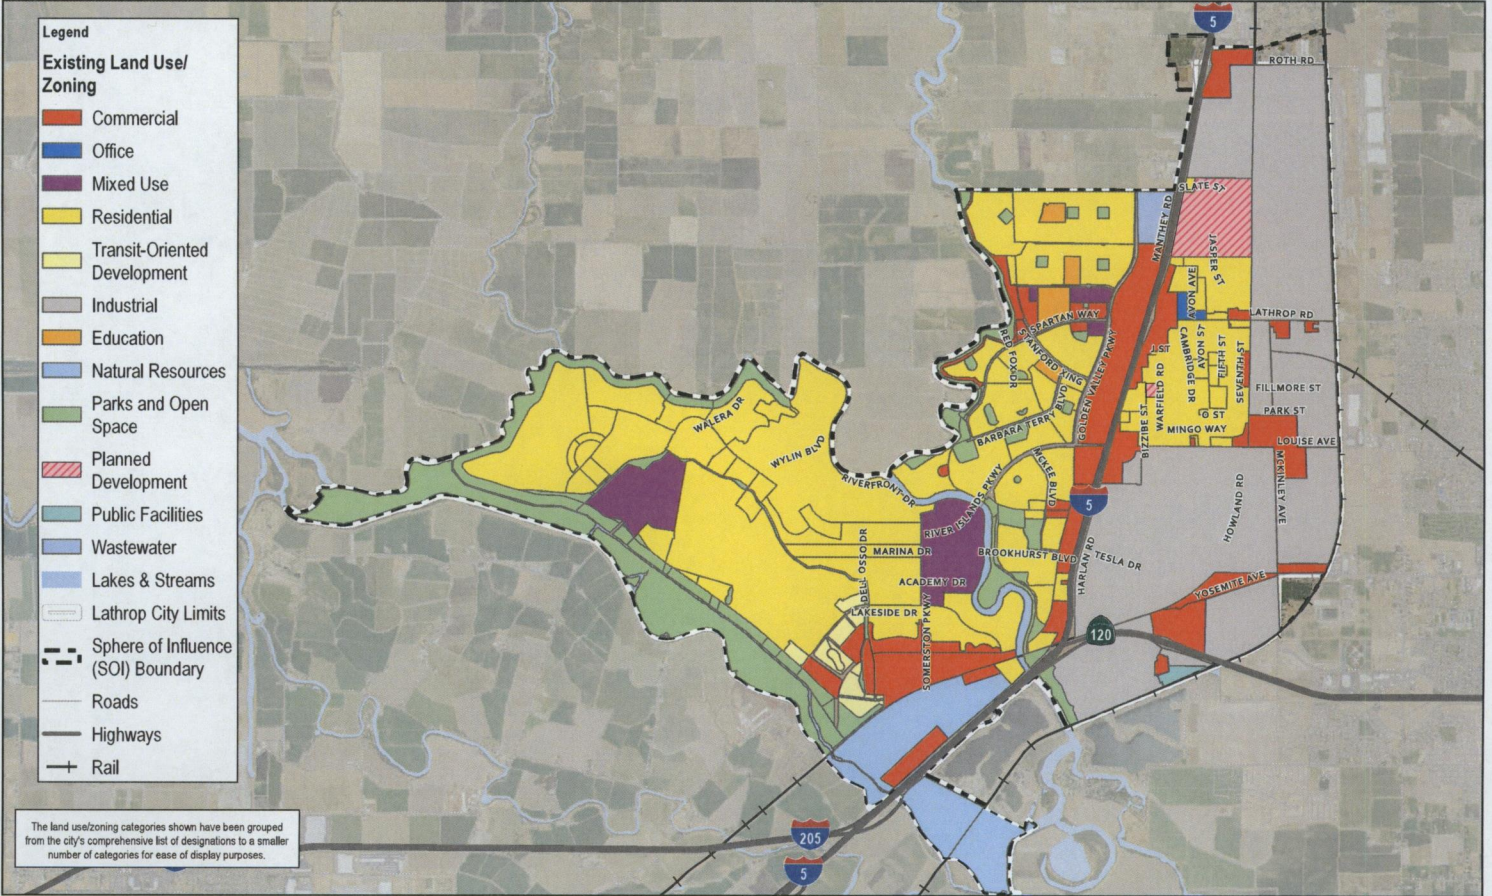 Legend
Existing Land Use/
Zoning
Commercial
Office
Mixed Use
Residential
Transit-Oriented
Development
Industrial
Education
Natural Resources
Parks and Open
Space
Planned
Development
Public Facilities
Wastewater
Lakes & Streams
Lathrop City Limits
Sphere of Influence
(SOI) Boundary
Roads
Highways
Rail
The land use/zoning categories shown have been grouped
from the city's comprehensive list of designations to a smaller
number of categories for ease of display purposes.
5
ROTH RD
SLATE ST
MANTHEY RD
JASPER ST
AVON AVE
LATHROP RD
SPARTAN WAY
STANFORD XING
RED FOX DR
GOLDEN VALLEY PKWY
J ST
CAMBRIDGE DR
AVON ST
FIFTH ST
SEVENTH ST
WARFIELD RD
FILLMORE ST
PARK ST
O ST
BIZZIBE ST
MINGO WAY
LOUISE AVE
BARBARA TERRY BLVD
WALERA DR
WYLIN BLVD
RIVERFRONT DR
MCKEE BLVD
MCKINLEY AVE
HOWLAND RD
5
RIVER ISLANDS PKWY
MARINA DR
BROOKHURST BLVD
TESLA DR
DELL'OSSO DR
ACADEMY DR
HARLAN RD
YOSEMITE AVE
LAKESIDE DR
SOMERSTON PKWY
120
205
5